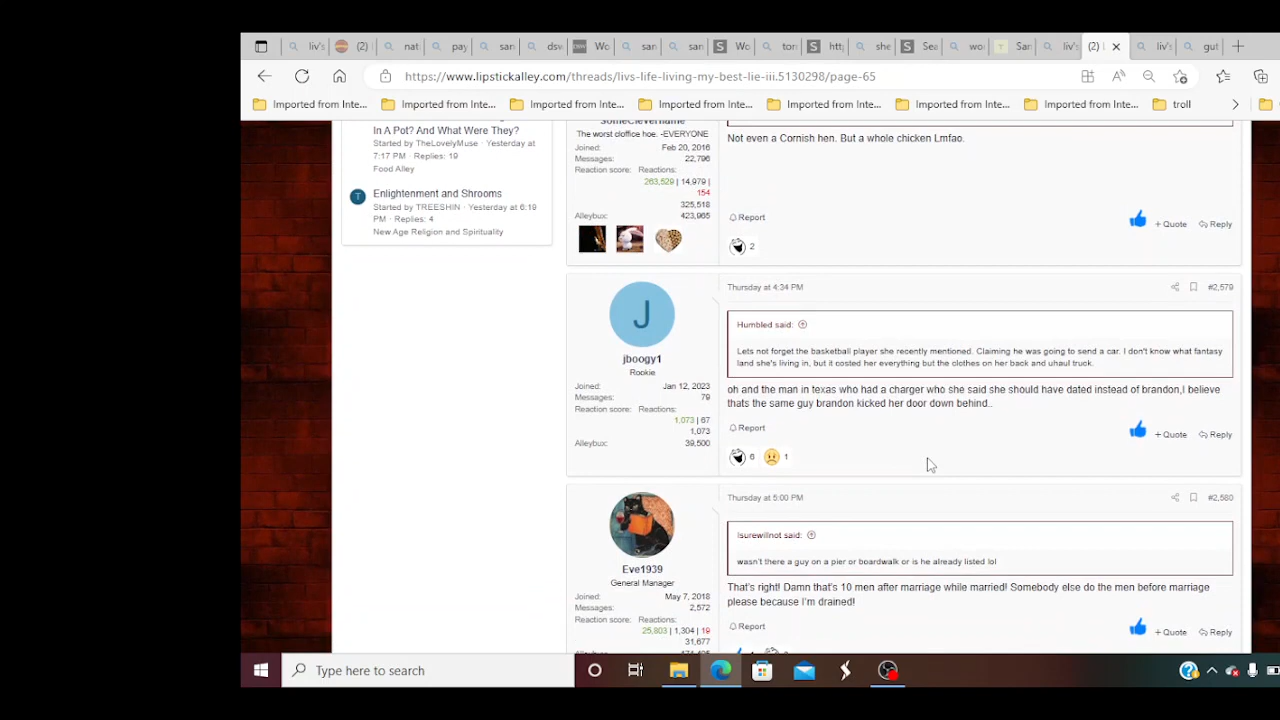 liv's
(2)
nat
pay
san
dsv
Wo
san
san
Wo
ton
htt
she
Sea
wo
San
liv's
(2)
liv's
gut
https://www.lipstickalley.com/threads/livs-life-living-my-best-lie-iii.5130298/page-65
Imported from Inte...
Imported from Inte...
Imported from Inte...
Imported from Inte...
Imported from Inte...
Imported from Inte...
Imported from Inte...
troll
In A Pot? And What Were They?
Started by TheLovelyMuse · Yesterday at
7:17 PM · Replies: 19
Food Alley
T
Enlightenment and Shrooms
Started by TREESHIN · Yesterday at 6:19
PM · Replies: 4
New Age Religion and Spirituality
SomeCleverName
The worst cloffice hoe. -EVERYONE
Joined: Feb 20, 2016
Messages: 22,796
Reaction score: Reactions:
263,529 | 14,979 |
154
325,518
Alleybux: 423,965
Not even a Cornish hen. But a whole chicken Lmfao.
Report
+ Quote Reply
2
J
jboogy1
Rookie
Joined: Jan 12, 2023
Messages: 79
Reaction score: Reactions:
1,073 | 67
1,073
Alleybux: 39,500
Thursday at 4:34 PM #2,579
Humbled said:
Lets not forget the basketball player she recently mentioned. Claiming he was going to send a car. I don't know what fantasy
land she's living in, but it costed her everything but the clothes on her back and uhaul truck.
oh and the man in texas who had a charger who she said she should have dated instead of brandon,I believe
thats the same guy brandon kicked her door down behind..
Report
+ Quote Reply
6 1
Eve1939
General Manager
Joined: May 7, 2018
Messages: 2,572
Reaction score: Reactions:
25,803 | 1,304 | 19
31,677
Thursday at 5:00 PM #2,580
Isurewillnot said:
wasn't there a guy on a pier or boardwalk or is he already listed lol
That's right! Damn that's 10 men after marriage while married! Somebody else do the men before marriage
please because I'm drained!
Report
+ Quote Reply
Type here to search